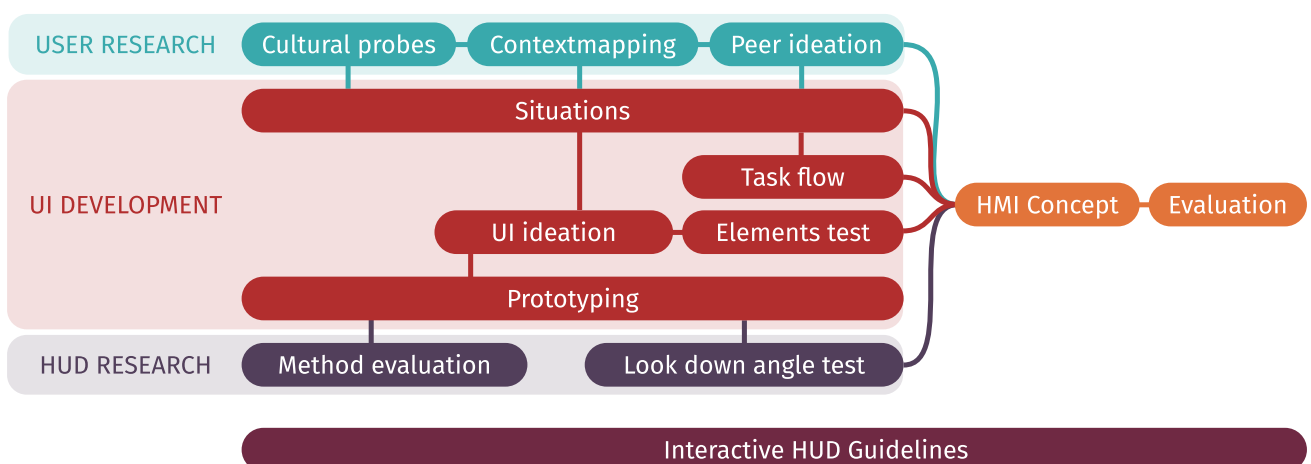 USER RESEARCH
Cultural probes
Contextmapping
Peer ideation
Situations
Task flow
UI DEVELOPMENT
HMI Concept
Evaluation
UI ideation
Elements test
Prototyping
HUD RESEARCH
Method evaluation
Look down angle test
Interactive HUD Guidelines